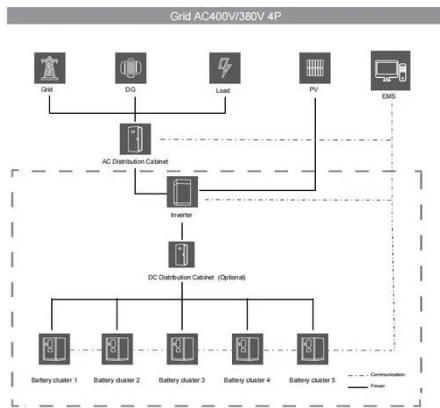 Grid AC400V/380V 4P
Grid
DG
Load
PV
EMS
AC Distribution Cabinet
Inverter
DC Distribution Cabinet (Optional)
Battery cluster 1
Battery cluster 2
Battery cluster 3
Battery cluster 4
Battery cluster 5
Communication
Power